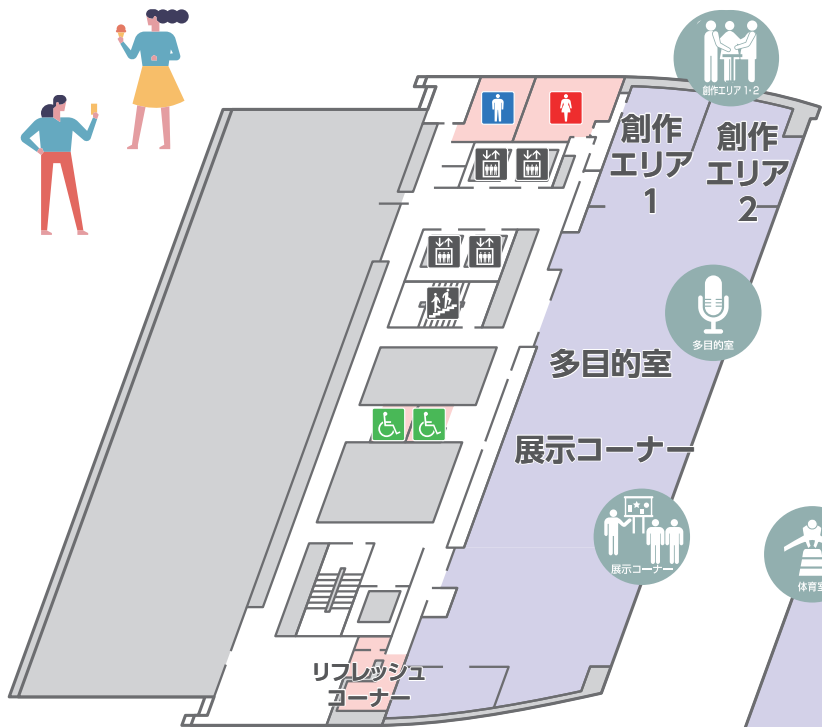 創作エリア 1・2
創作
エリア
1
創作
エリア
2
多目的室
多目的室
展示コーナー
展示コーナー
体育室
リフレッシュ
コーナー